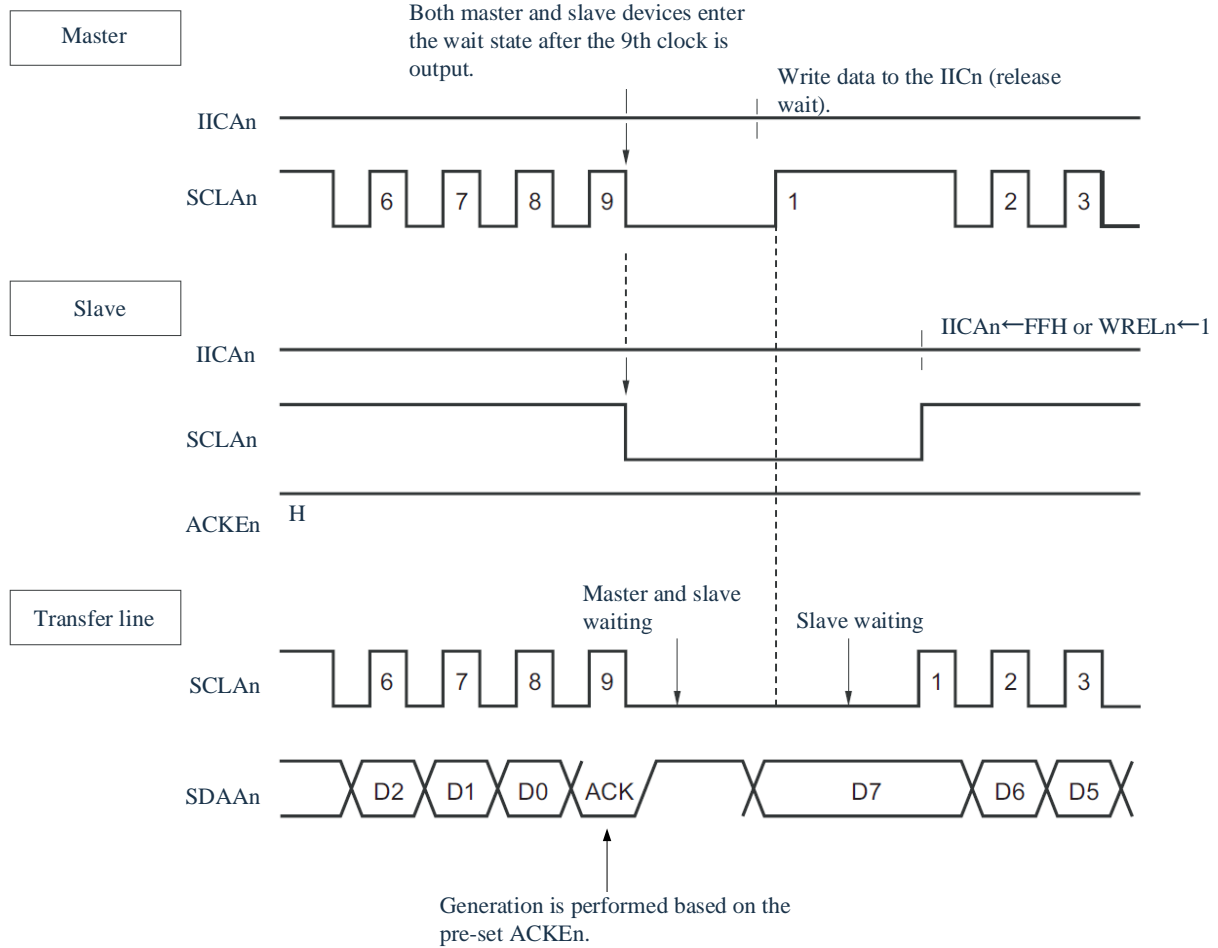 Master
Both master and slave devices enter
the wait state after the 9th clock is
output.
Write data to the IICn (release
wait).
IICAn
SCLAn
6 7 8 9 1 2 3
Slave
IICAn←FFH or WRELn←1
IICAn
SCLAn
H
ACKEn
Transfer line
Master and slave
waiting
Slave waiting
SCLAn
6 7 8 9 1 2 3
SDAAn
D2 D1 D0 ACK D7 D6 D5
Generation is performed based on the
pre-set ACKEn.